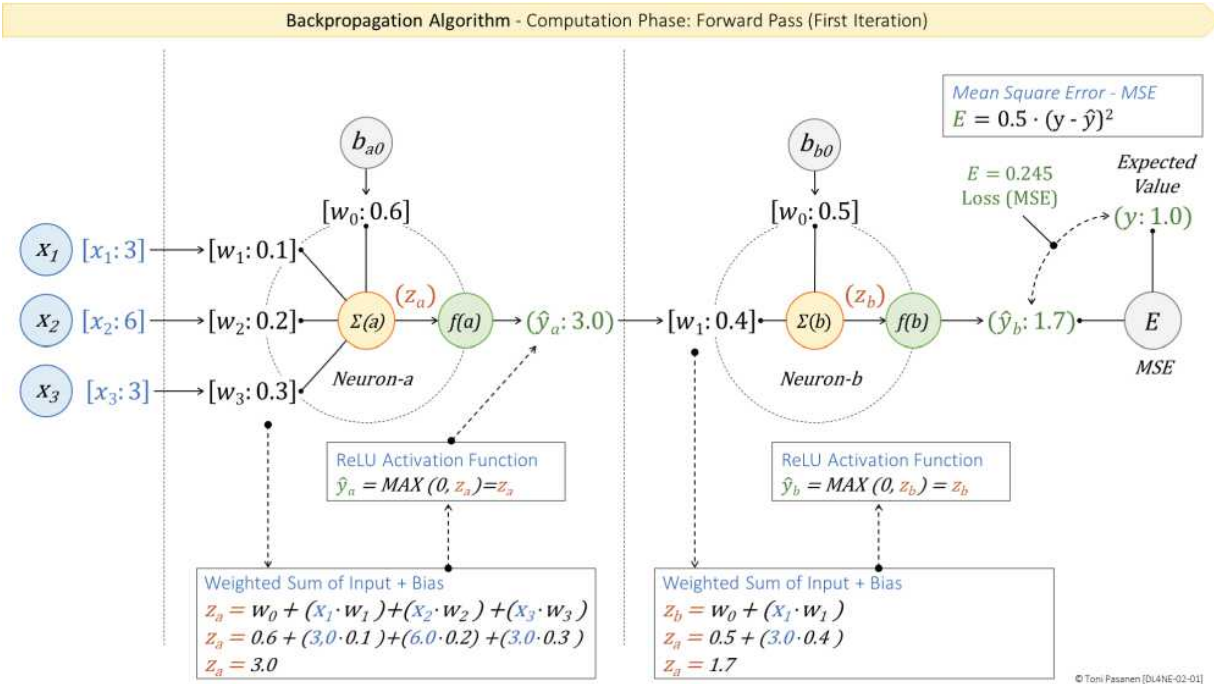 Backpropagation Algorithm - Computation Phase: Forward Pass (First Iteration)
Mean Square Error - MSE
E = 0.5 · (y - ŷ)²
b_a0
b_b0
E = 0.245
Loss (MSE)
Expected
Value
(y: 1.0)
[w₀: 0.6]
[w₀: 0.5]
x₁ [x₁: 3] [w₁: 0.1]
(z_a)
(z_b)
x₂ [x₂: 6] [w₂: 0.2] Σ(a) f(a) (ŷ_a: 3.0) [w₁: 0.4] Σ(b) f(b) (ŷ_b: 1.7) E
Neuron-a
Neuron-b
MSE
x₃ [x₃: 3] [w₃: 0.3]
ReLU Activation Function
ŷ_a = MAX (0, z_a)=z_a
ReLU Activation Function
ŷ_b = MAX (0, z_b) = z_b
Weighted Sum of Input + Bias
z_a = w₀ + (x₁· w₁ )+(x₂· w₂ ) +(x₃· w₃ )
z_a = 0.6 + (3,0· 0.1 )+(6.0· 0.2) +(3.0· 0.3 )
z_a = 3.0
Weighted Sum of Input + Bias
z_b = w₀ + (x₁· w₁ )
z_a = 0.5 + (3.0· 0.4 )
z_a = 1.7
© Toni Pasanen [DL4NE-02-01]